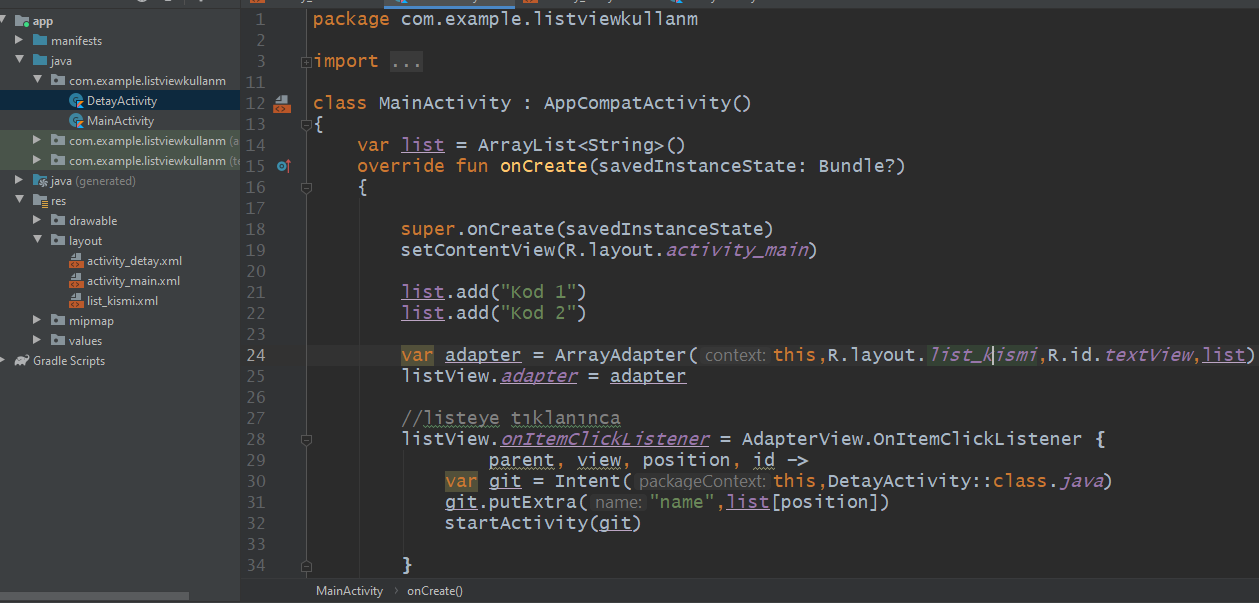 app
manifests
java
com.example.listviewkullanm
DetayActivity
MainActivity
com.example.listviewkullanm (a
com.example.listviewkullanm (te
java (generated)
res
drawable
layout
activity_detay.xml
activity_main.xml
list_kismi.xml
mipmap
values
Gradle Scripts
1 package com.example.listviewkullanm
2
3 import ...
11
12 class MainActivity : AppCompatActivity()
13 {
14 var list = ArrayList<String>()
15 override fun onCreate(savedInstanceState: Bundle?)
16 {
17
18 super.onCreate(savedInstanceState)
19 setContentView(R.layout.activity_main)
20
21 list.add("Kod 1")
22 list.add("Kod 2")
23
24 var adapter = ArrayAdapter( context: this,R.layout.list_kismi,R.id.textView,list)
25 listView.adapter = adapter
26
27 //listeye tıklanınca
28 listView.onItemClickListener = AdapterView.OnItemClickListener {
29 parent, view, position, id ->
30 var git = Intent( packageContext: this,DetayActivity::class.java)
31 git.putExtra( name: "name",list[position])
32 startActivity(git)
33
34 }
MainActivity › onCreate()